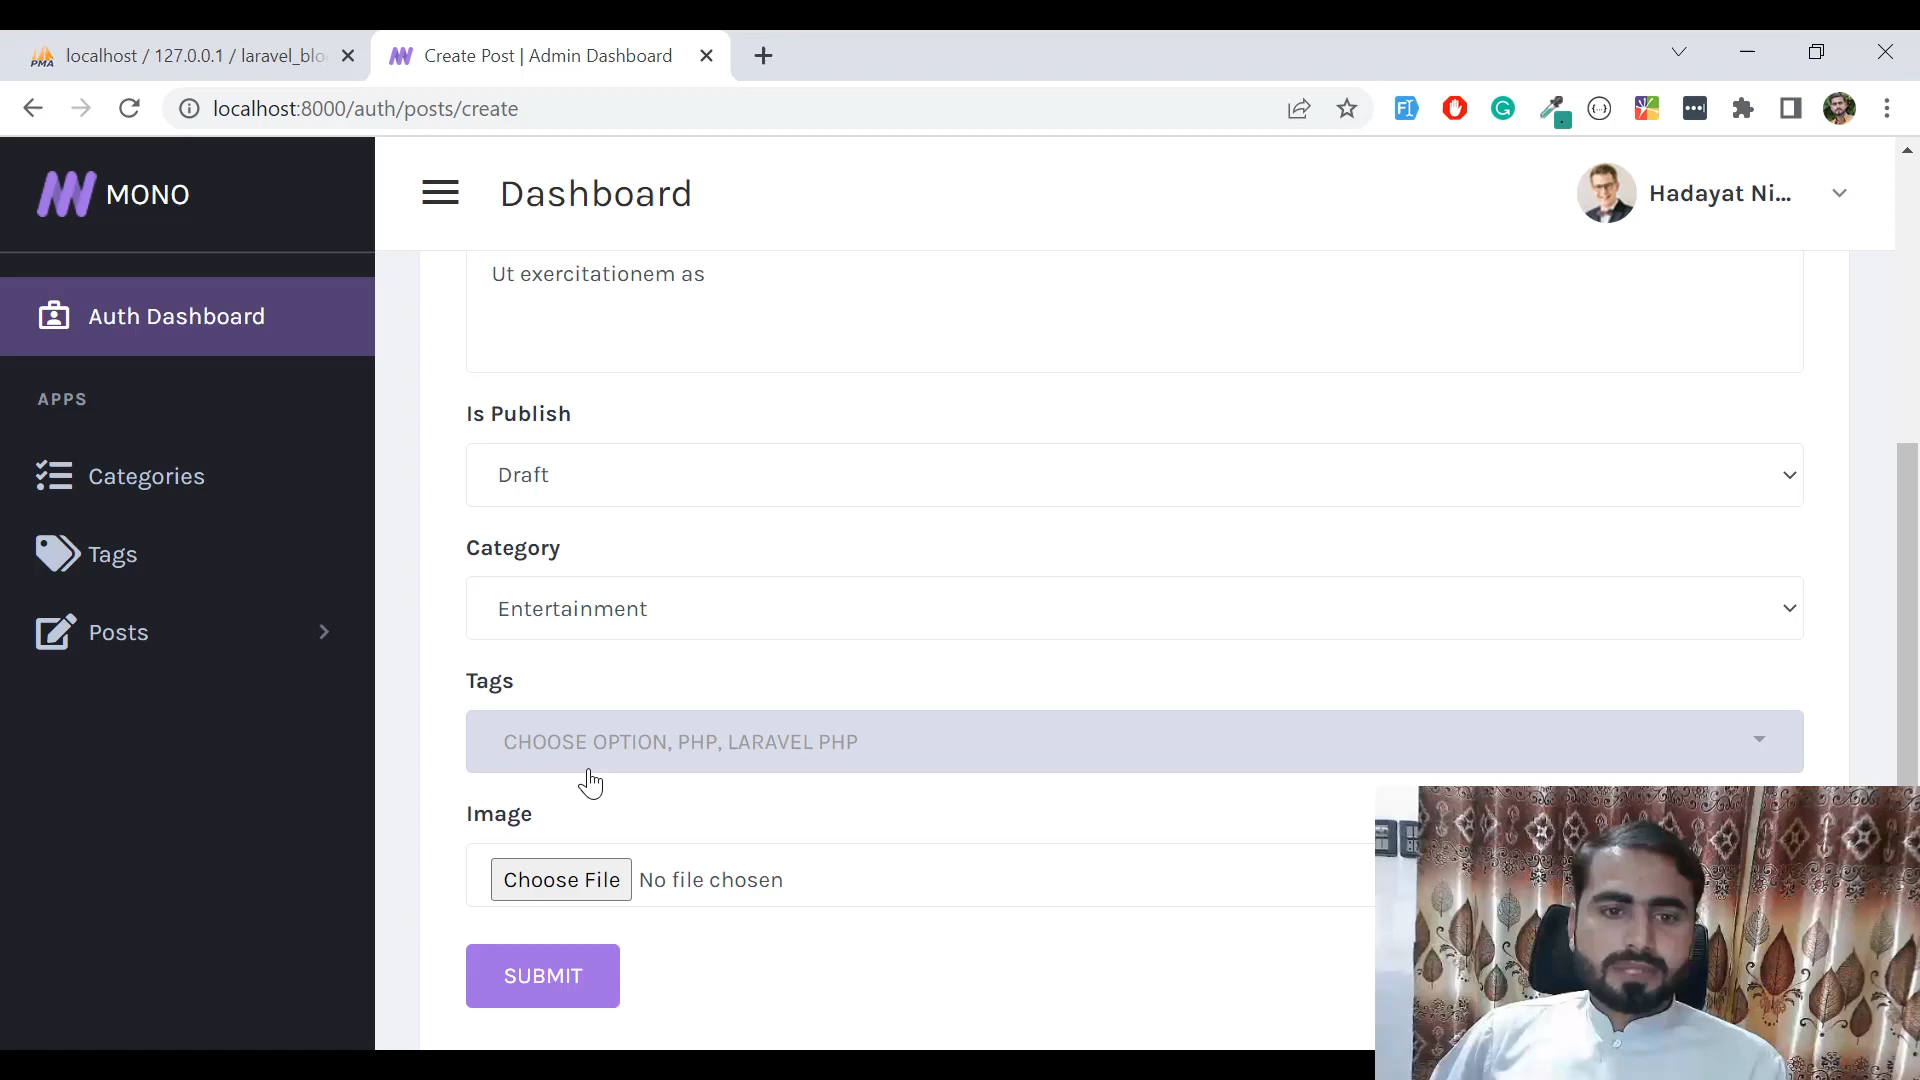 PMA localhost / 127.0.0.1 / laravel_blo
Create Post | Admin Dashboard
localhost:8000/auth/posts/create
MONO
Dashboard
Hadayat Ni...
Auth Dashboard
APPS
Categories
Tags
Posts
Ut exercitationem as
Is Publish
Draft
Category
Entertainment
Tags
CHOOSE OPTION, PHP, LARAVEL PHP
Image
Choose File No file chosen
SUBMIT